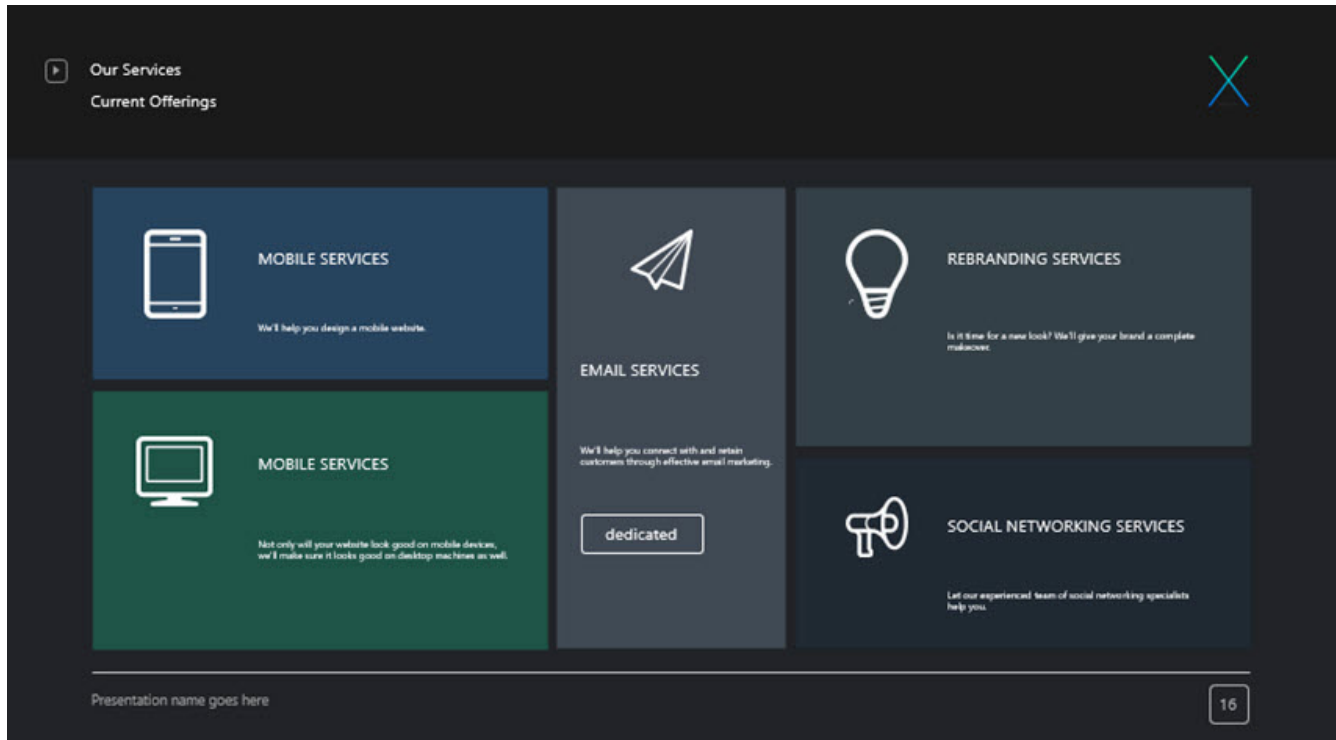 Our Services
Current Offerings
MOBILE SERVICES
We'll help you design a mobile website.
MOBILE SERVICES
Not only will your website look good on mobile devices,
we'll make sure it looks good on desktop machines as well.
EMAIL SERVICES
We'll help you connect with and retain
customers through effective email marketing.
dedicated
REBRANDING SERVICES
Is it time for a new look? We'll give your brand a complete
makeover.
SOCIAL NETWORKING SERVICES
Let our experienced team of social networking specialists
help you.
Presentation name goes here
16